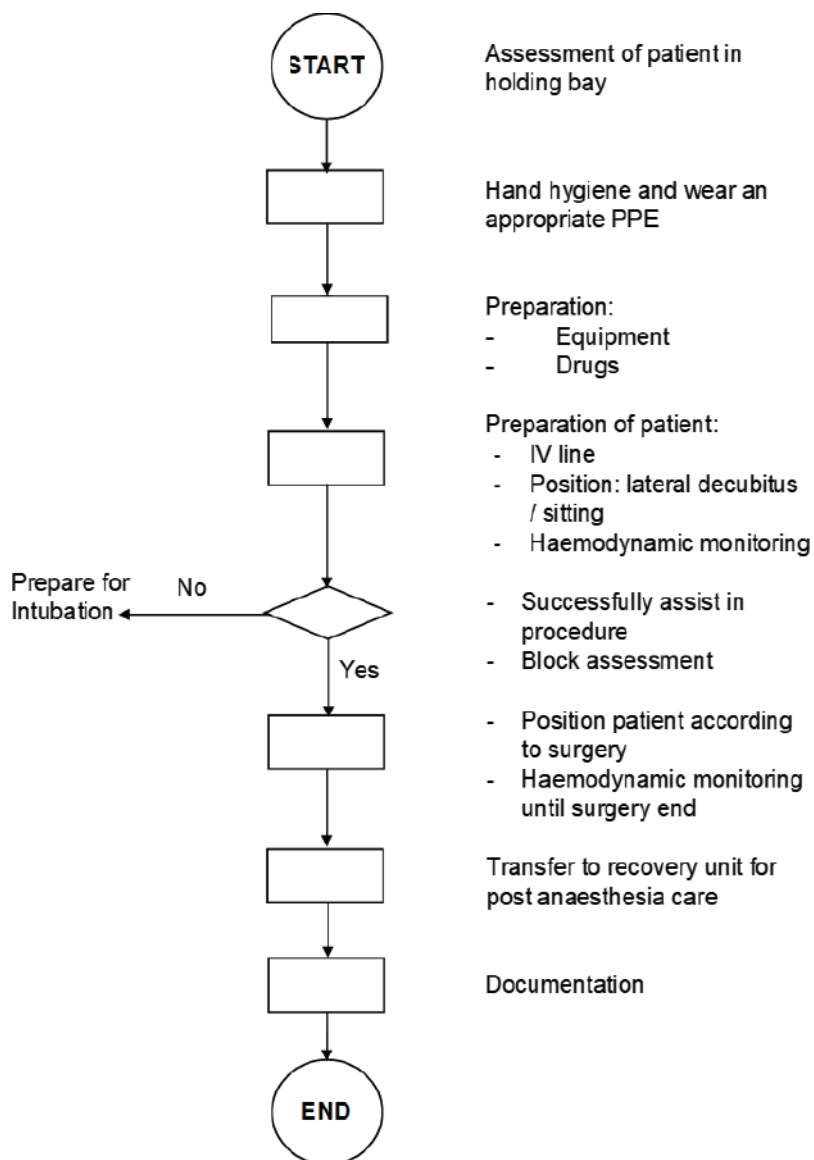 START
Assessment of patient in
holding bay
Hand hygiene and wear an
appropriate PPE
Preparation:
- Equipment
- Drugs
Preparation of patient:
- IV line
- Position: lateral decubitus
/ sitting
- Haemodynamic monitoring
Prepare for
Intubation
No
Yes
- Successfully assist in
procedure
- Block assessment
- Position patient according
to surgery
- Haemodynamic monitoring
until surgery end
Transfer to recovery unit for
post anaesthesia care
Documentation
END